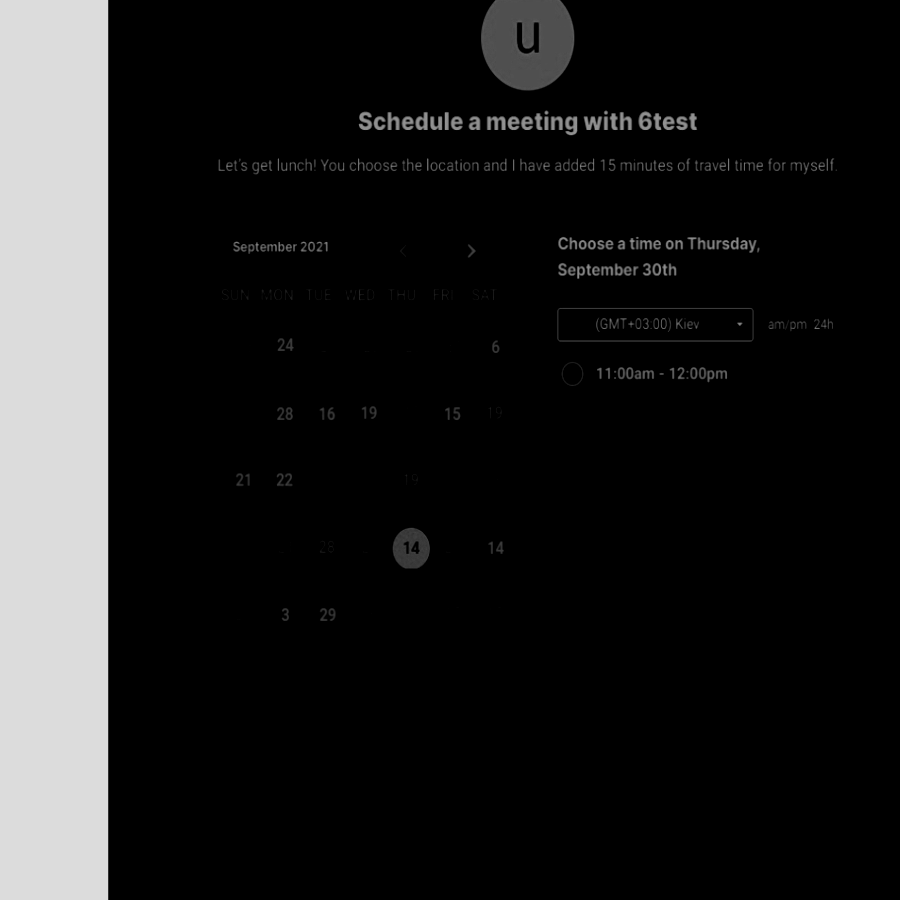 u
Schedule a meeting with 6test
Let's get lunch! You choose the location and I have added 15 minutes of travel time for myself.
September 2021
SUN MON TUE WED THU FRI SAT
24 6
28 16 19 15 19
21 22 19
28 14 14
3 29
Choose a time on Thursday,
September 30th
(GMT+03.00) Kiev am/pm 24h
11:00am - 12:00pm